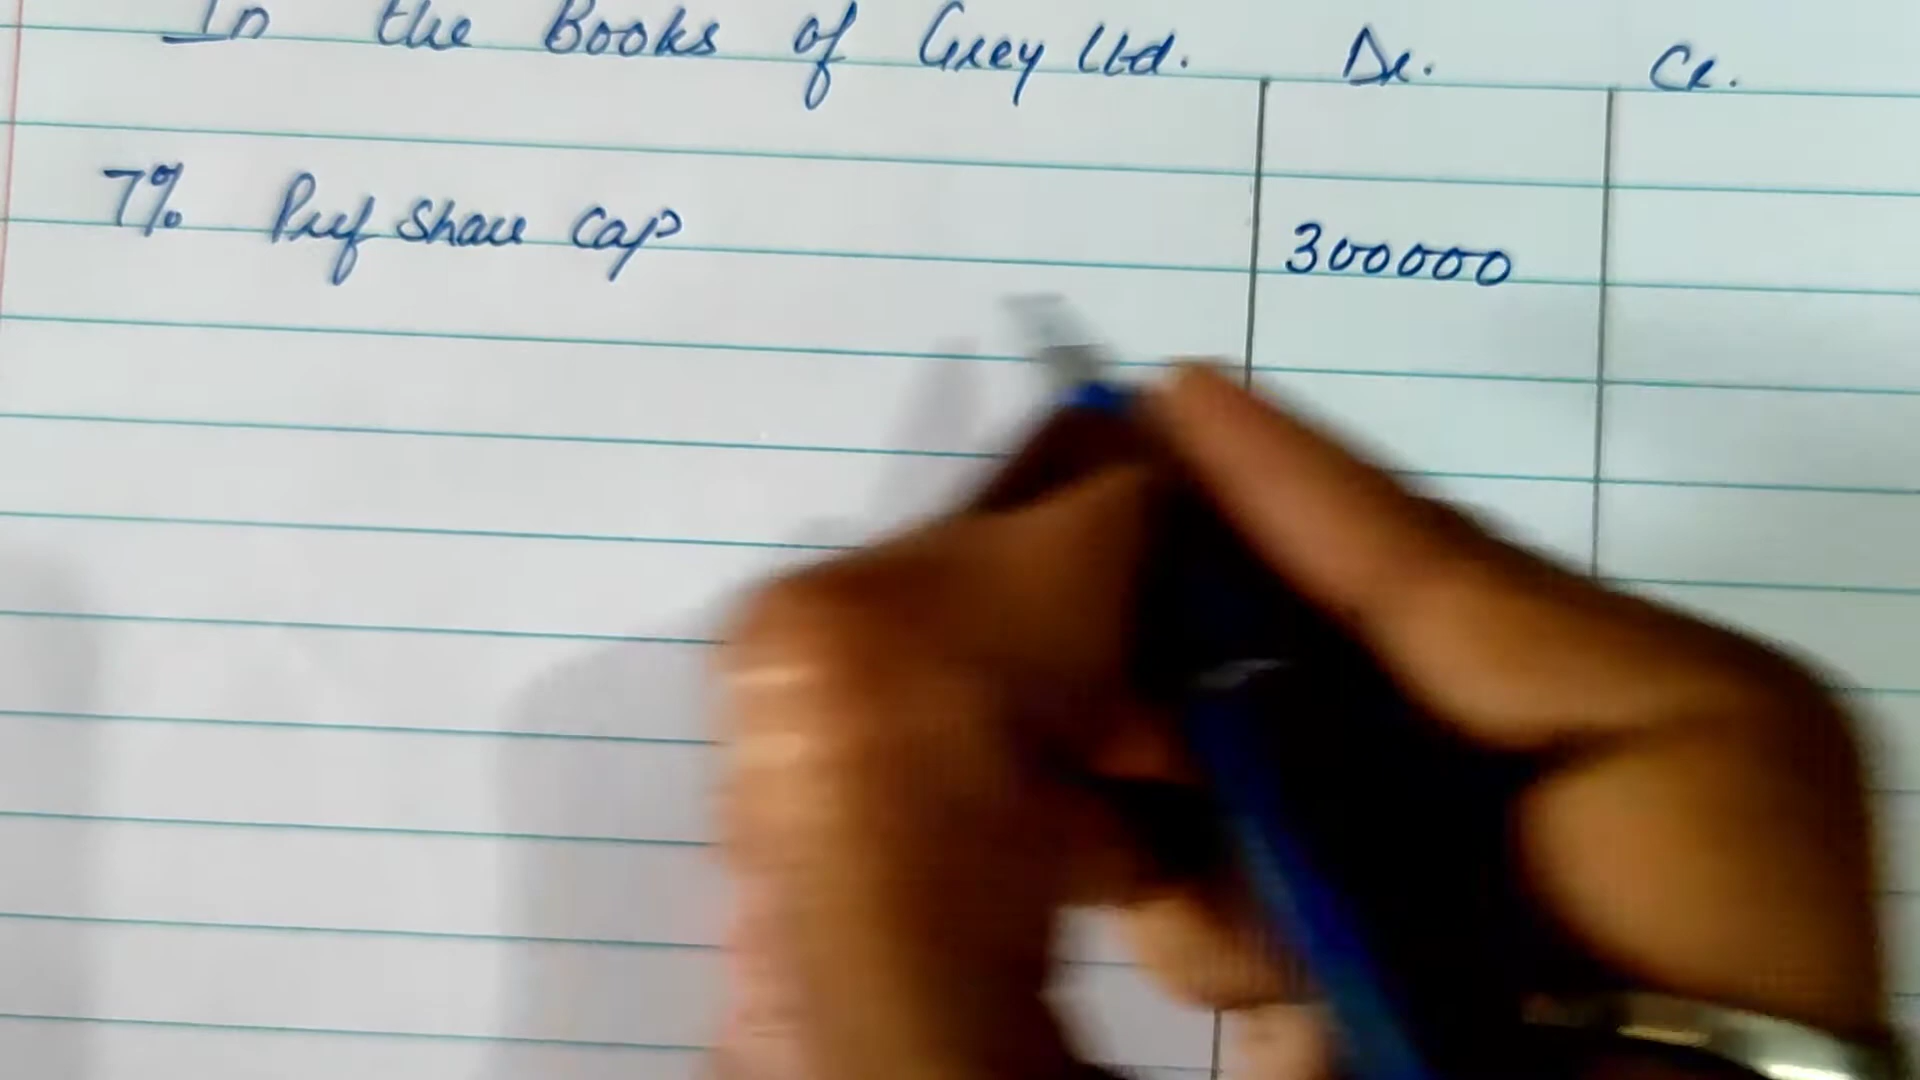 In the Books of Grey Ltd. Dr. Cr.
7% Pref Share Cap 300000